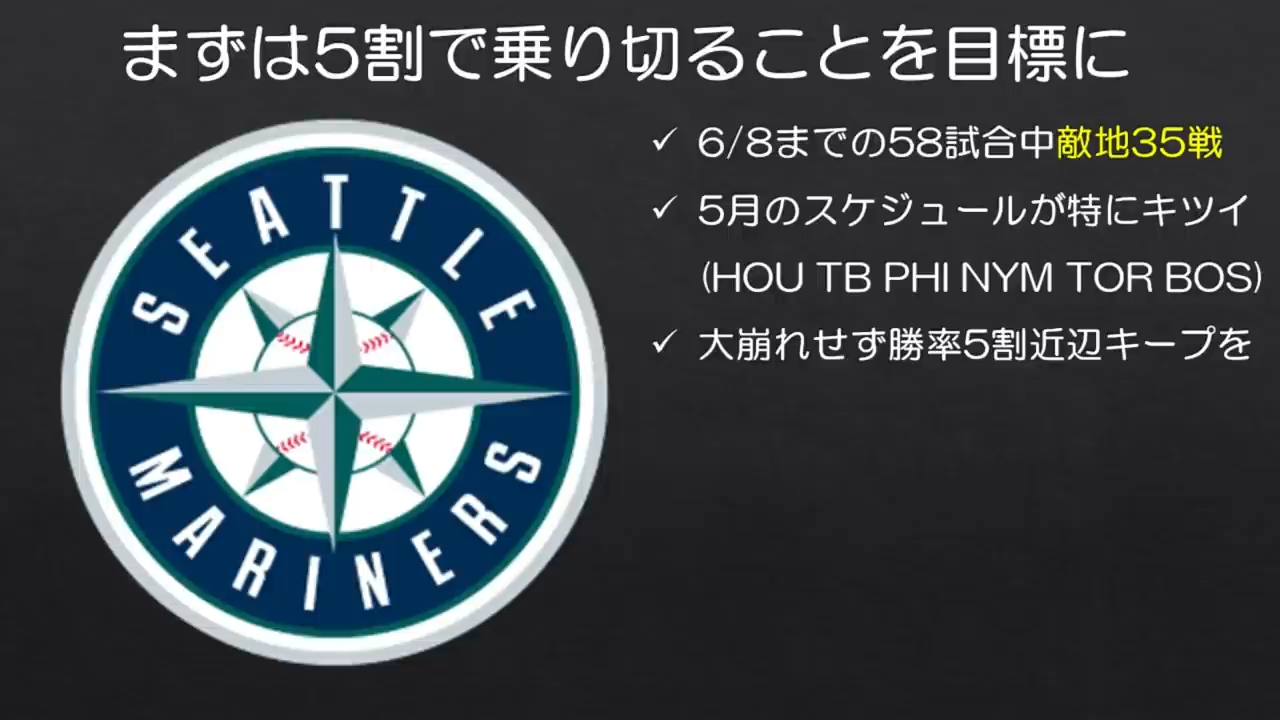 まずは5割で乗り切ることを目標に
SEATTLE
MARINERS
✓ 6/8までの58試合中敵地35戦
✓ 5月のスケジュールが特にキツイ
(HOU TB PHI NYM TOR BOS)
✓ 大崩れせず勝率5割近辺キープを